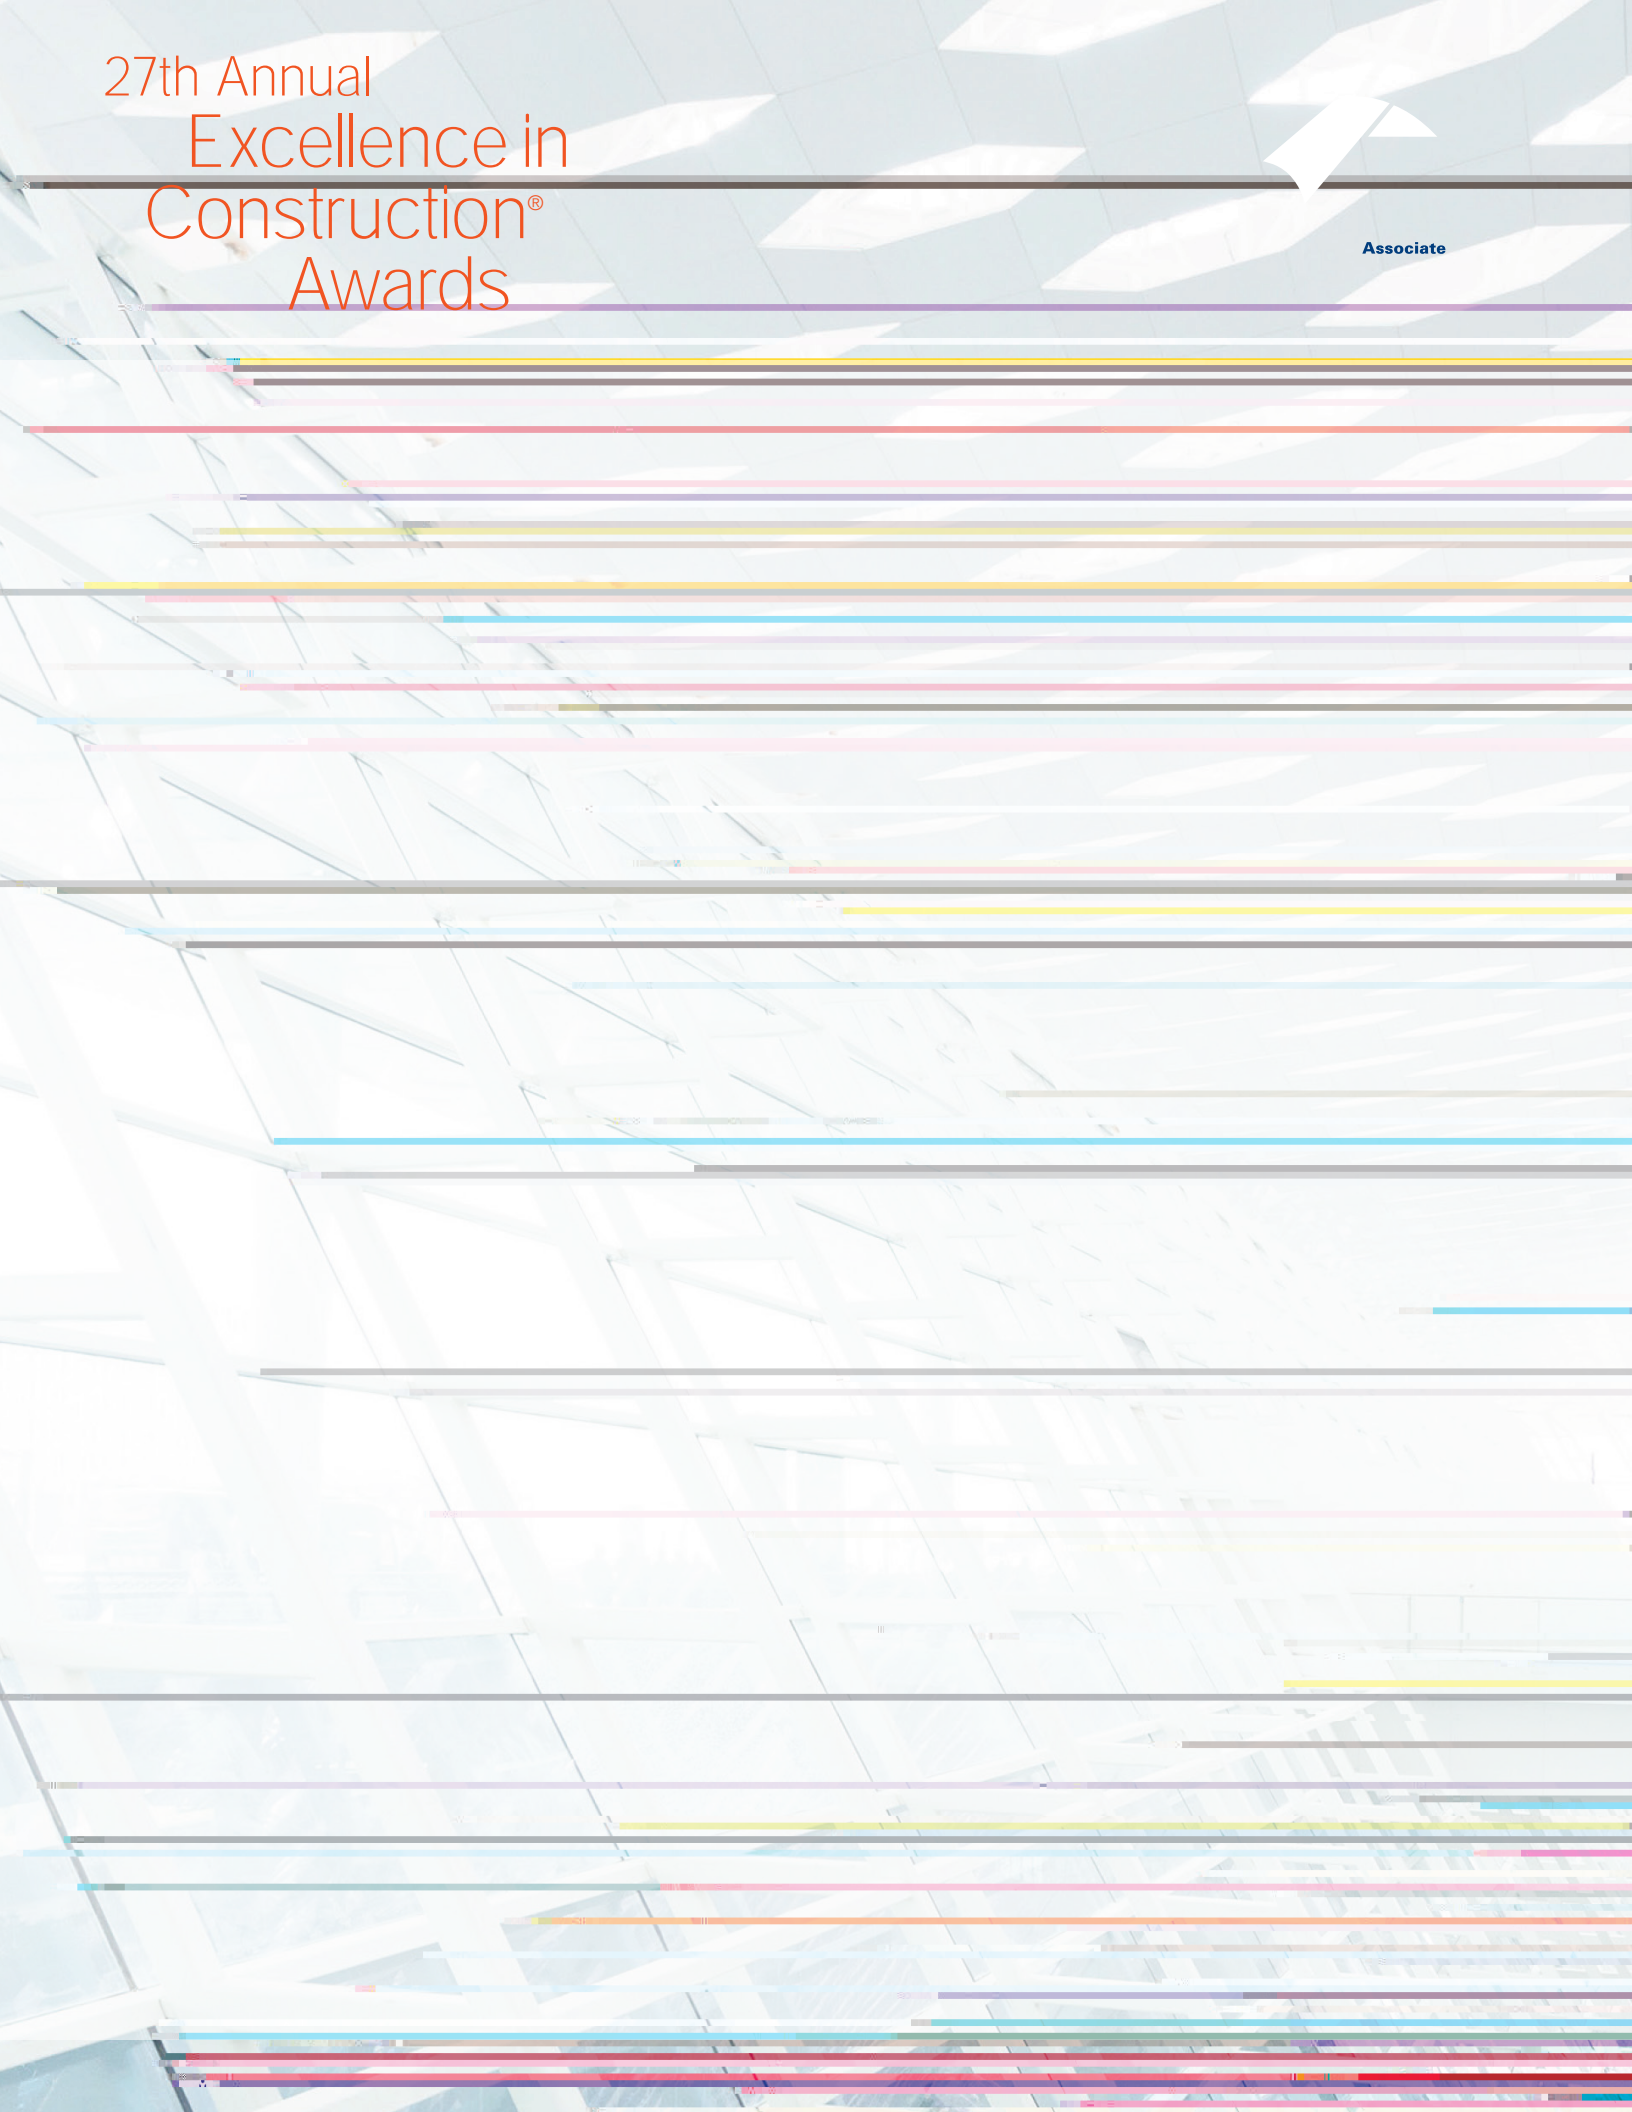 27th Annual
Excellence in
Construction®
Awards
Associate